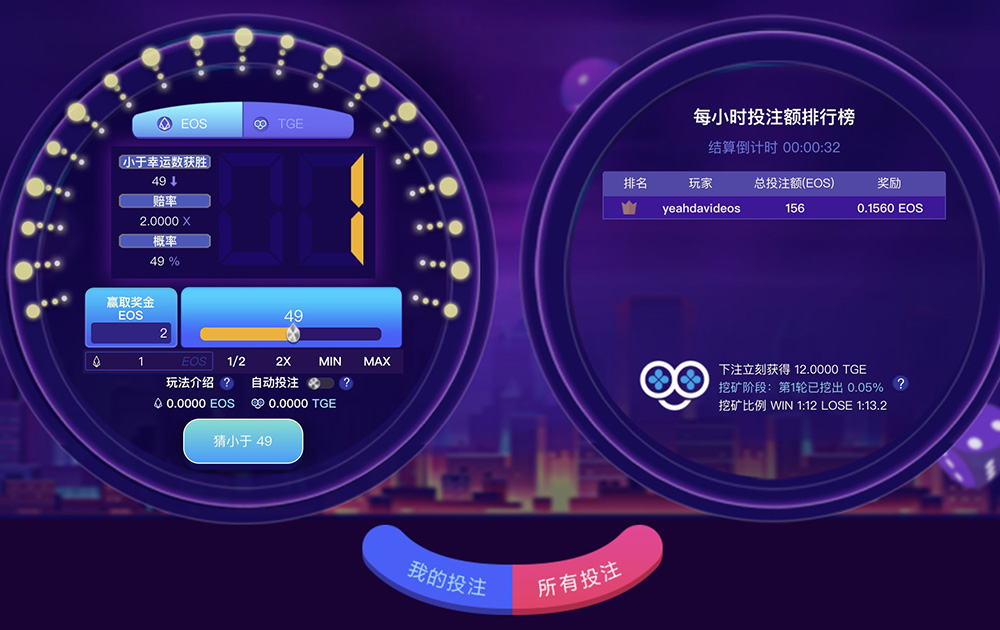 EOS TGE
小于幸运数获胜
49
赔率
2.0000 X
概率
49 %
1
赢取奖金
EOS
2
49
1 EOS 1/2 2X MIN MAX
玩法介绍 ? 自动投注 ?
0.0000 EOS 0.0000 TGE
猜小于 49
每小时投注额排行榜
结算倒计时 00:00:32
排名 玩家 总投注额(EOS) 奖励
yeahdavideos 156 0.1560 EOS
下注立刻获得 12.0000 TGE
挖矿阶段：第1轮已挖出 0.05% ?
挖矿比例 WIN 1:12 LOSE 1:13.2
我的投注 所有投注